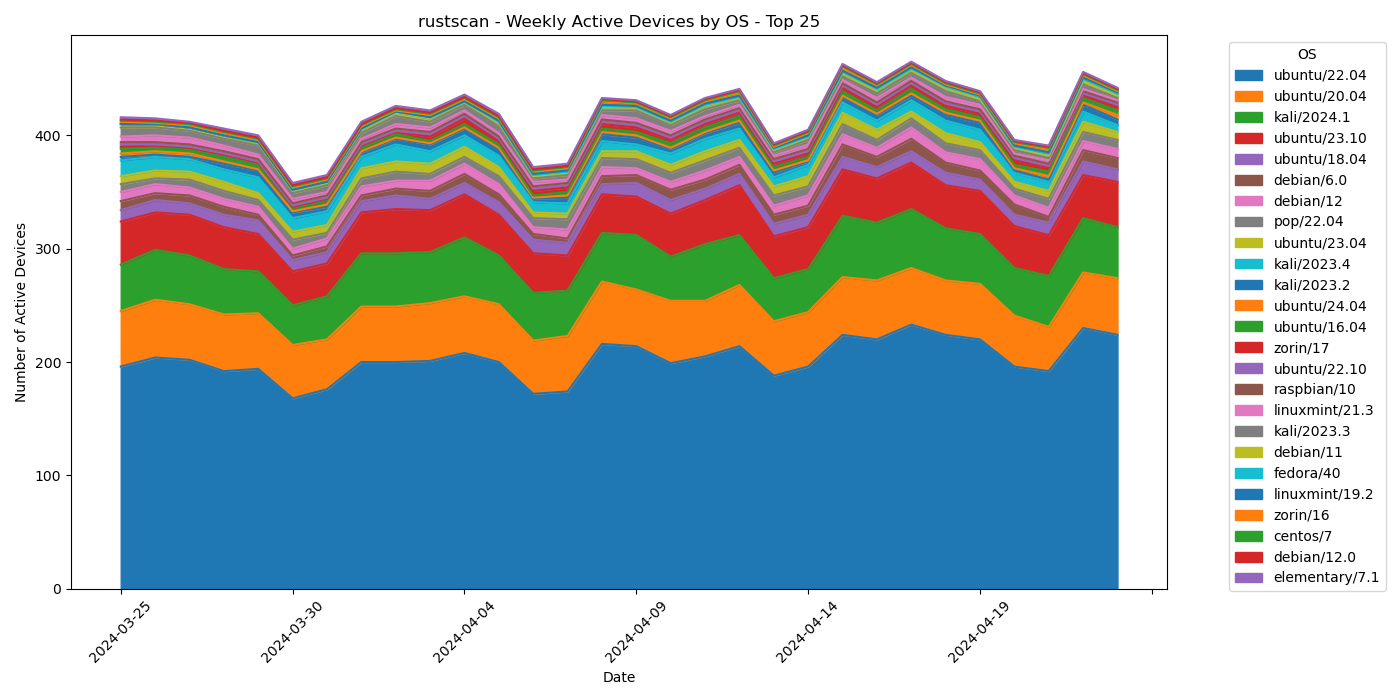 rustscan - Weekly Active Devices by OS - Top 25
Number of Active Devices
400
300
200
100
0
2024-03-25
2024-03-30
2024-04-04
2024-04-09
2024-04-14
2024-04-19
Date
OS
ubuntu/22.04
ubuntu/20.04
kali/2024.1
ubuntu/23.10
ubuntu/18.04
debian/6.0
debian/12
pop/22.04
ubuntu/23.04
kali/2023.4
kali/2023.2
ubuntu/24.04
ubuntu/16.04
zorin/17
ubuntu/22.10
raspbian/10
linuxmint/21.3
kali/2023.3
debian/11
fedora/40
linuxmint/19.2
zorin/16
centos/7
debian/12.0
elementary/7.1